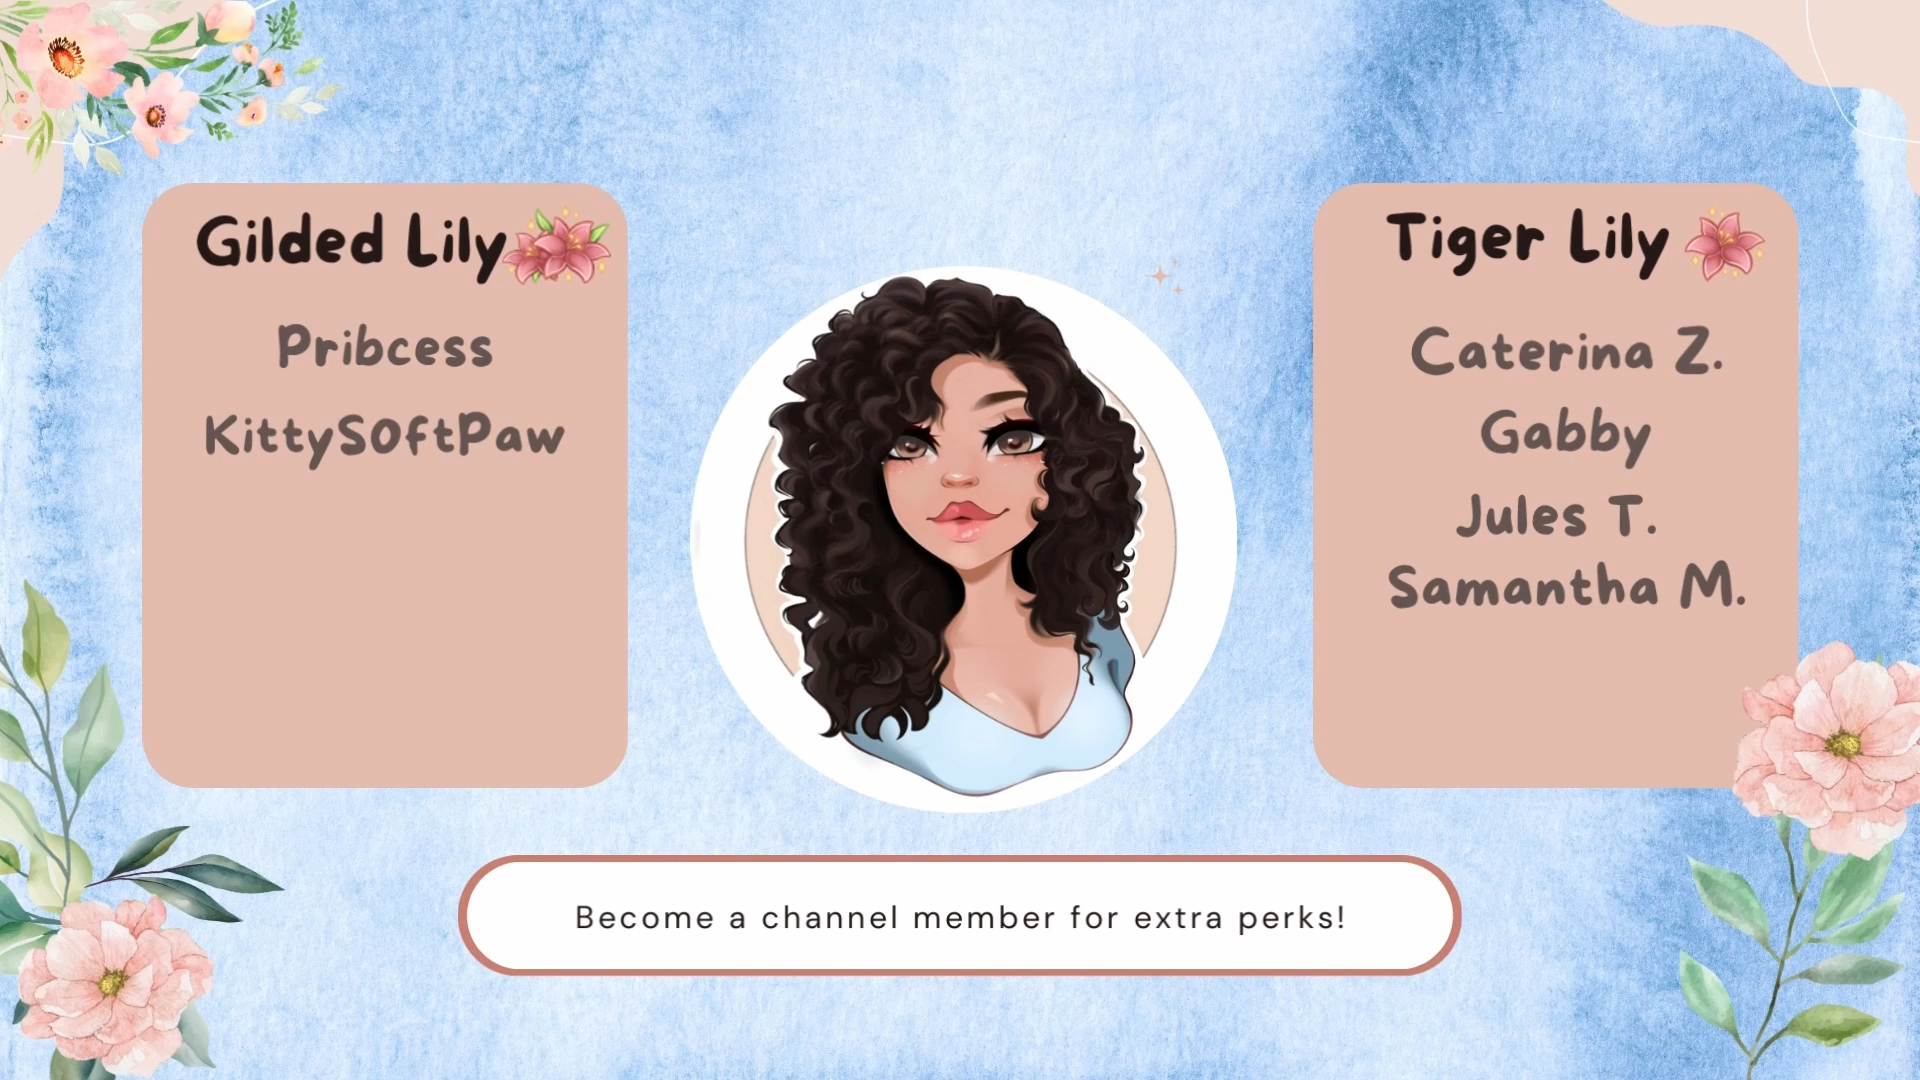 Gilded Lily
Pribcess
KittySOftPaw
Tiger Lily
Caterina Z.
Gabby
Jules T.
Samantha M.
Become a channel member for extra perks!